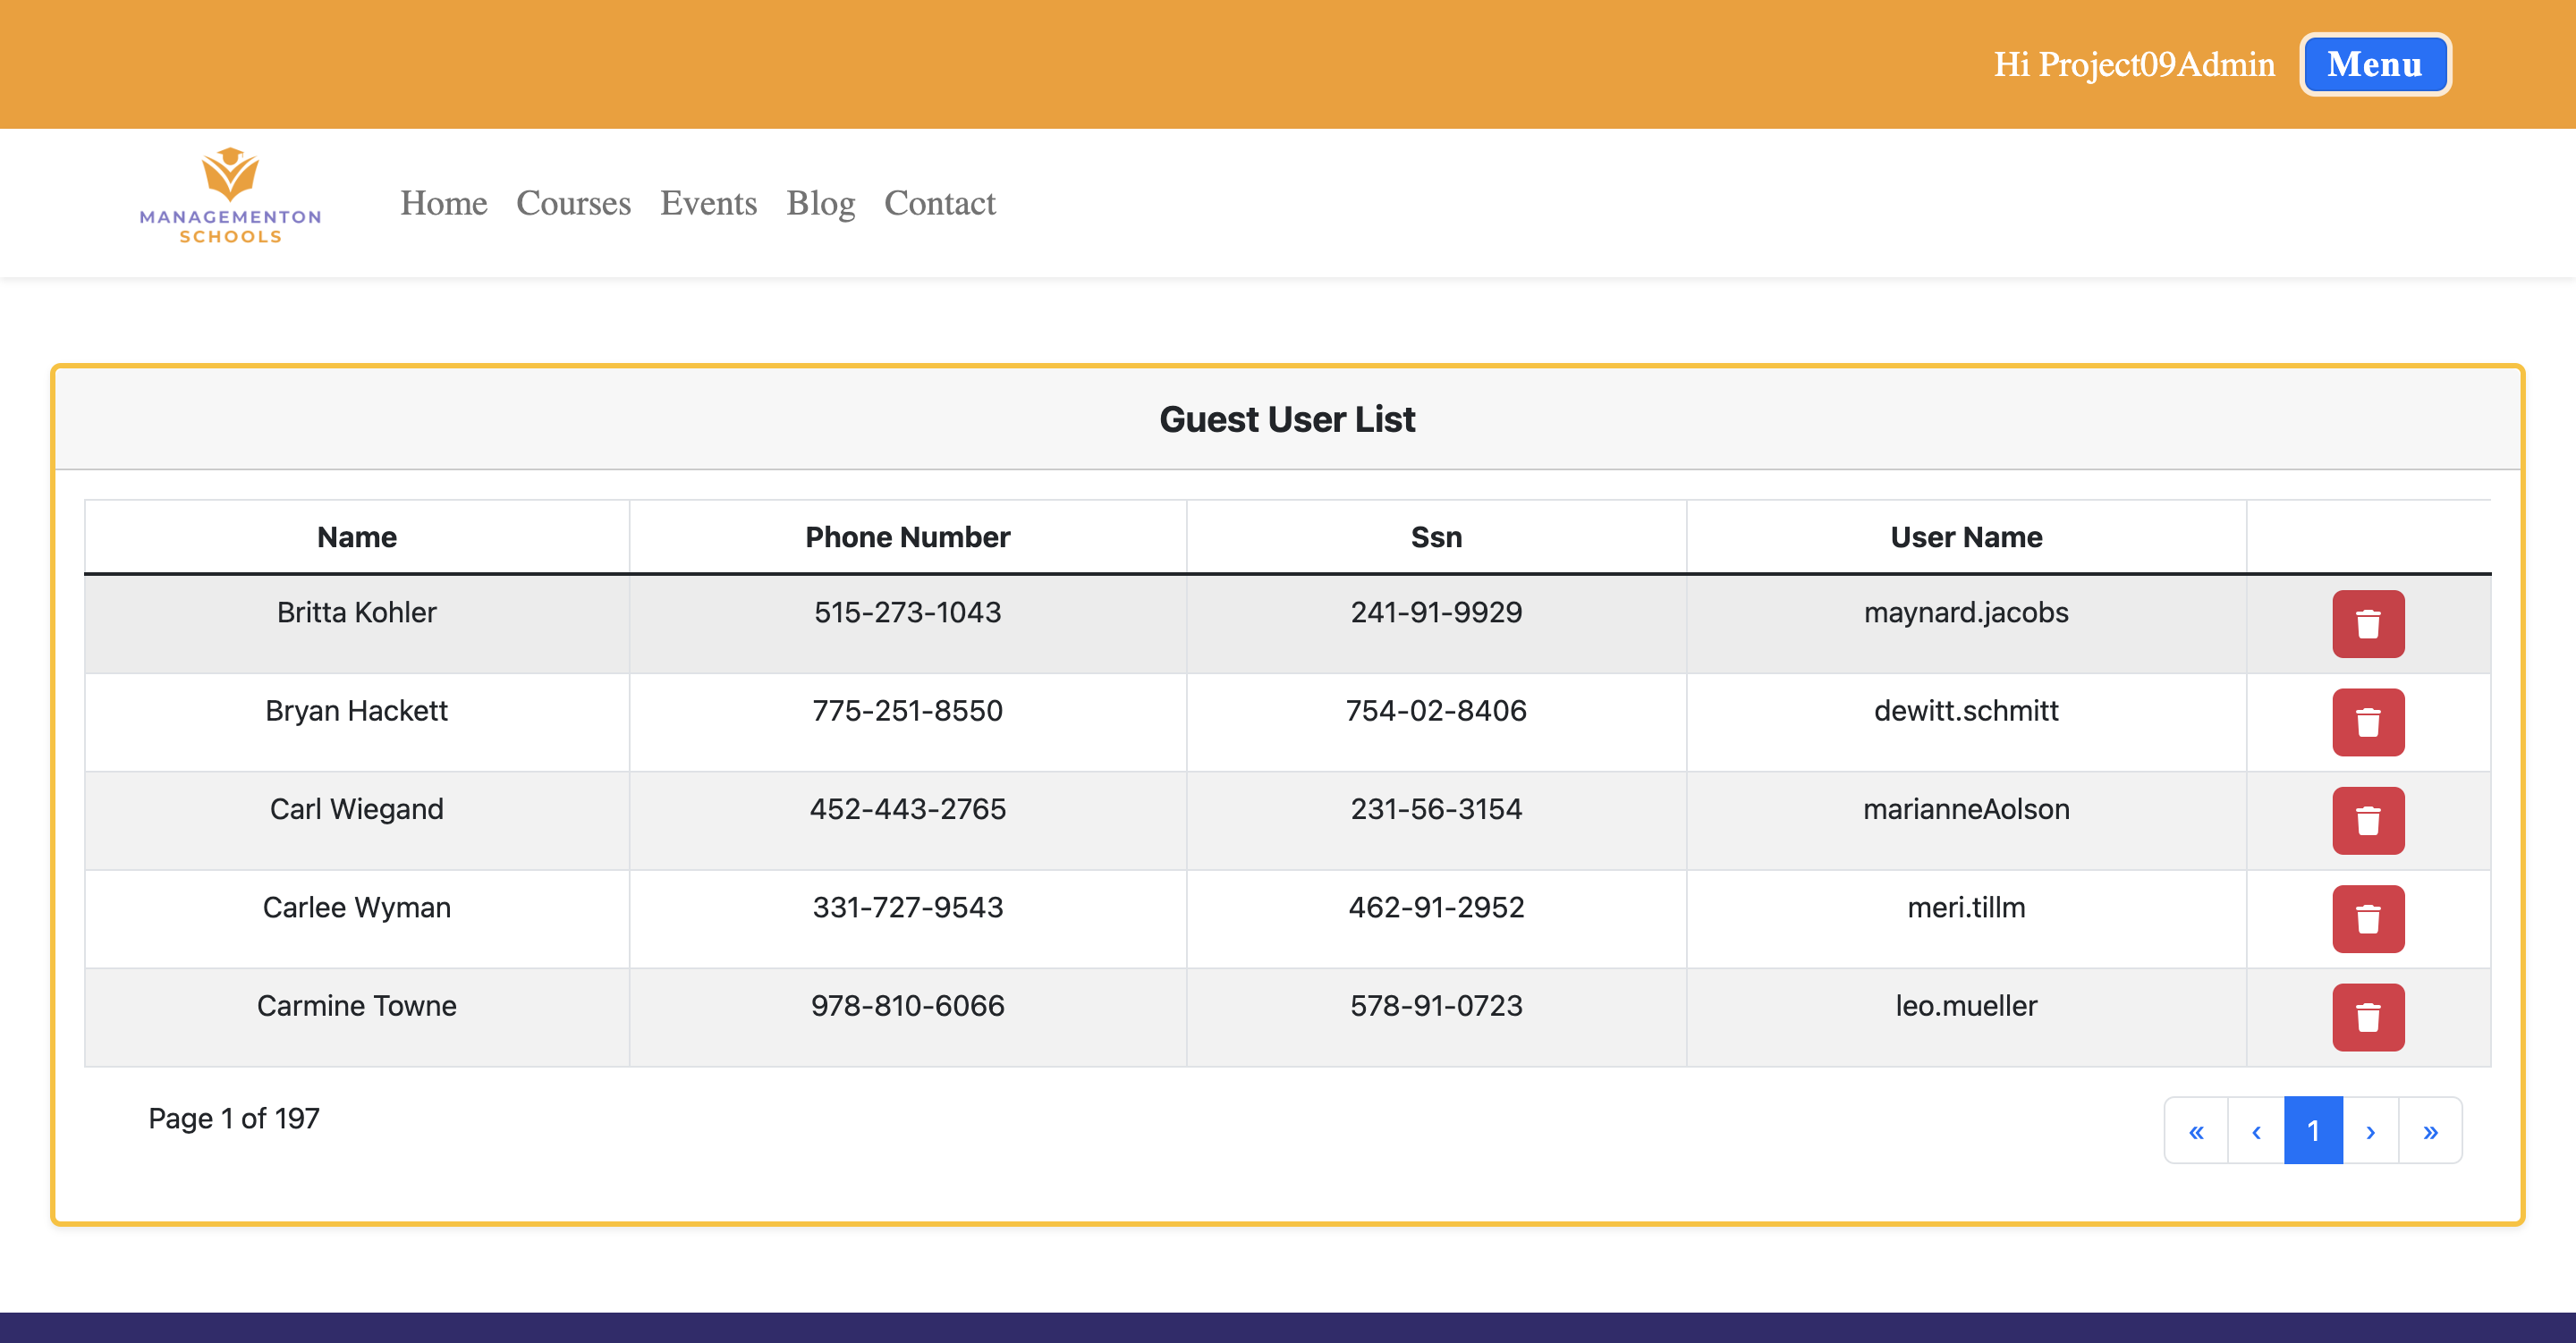 Hi Project09Admin Menu
MANAGEMENTON
SCHOOLS
Home Courses Events Blog Contact
Guest User List
Name Phone Number Ssn User Name
Britta Kohler 515-273-1043 241-91-9929 maynard.jacobs
Bryan Hackett 775-251-8550 754-02-8406 dewitt.schmitt
Carl Wiegand 452-443-2765 231-56-3154 marianneAolson
Carlee Wyman 331-727-9543 462-91-2952 meri.tillm
Carmine Towne 978-810-6066 578-91-0723 leo.mueller
Page 1 of 197 « ‹ 1 › »